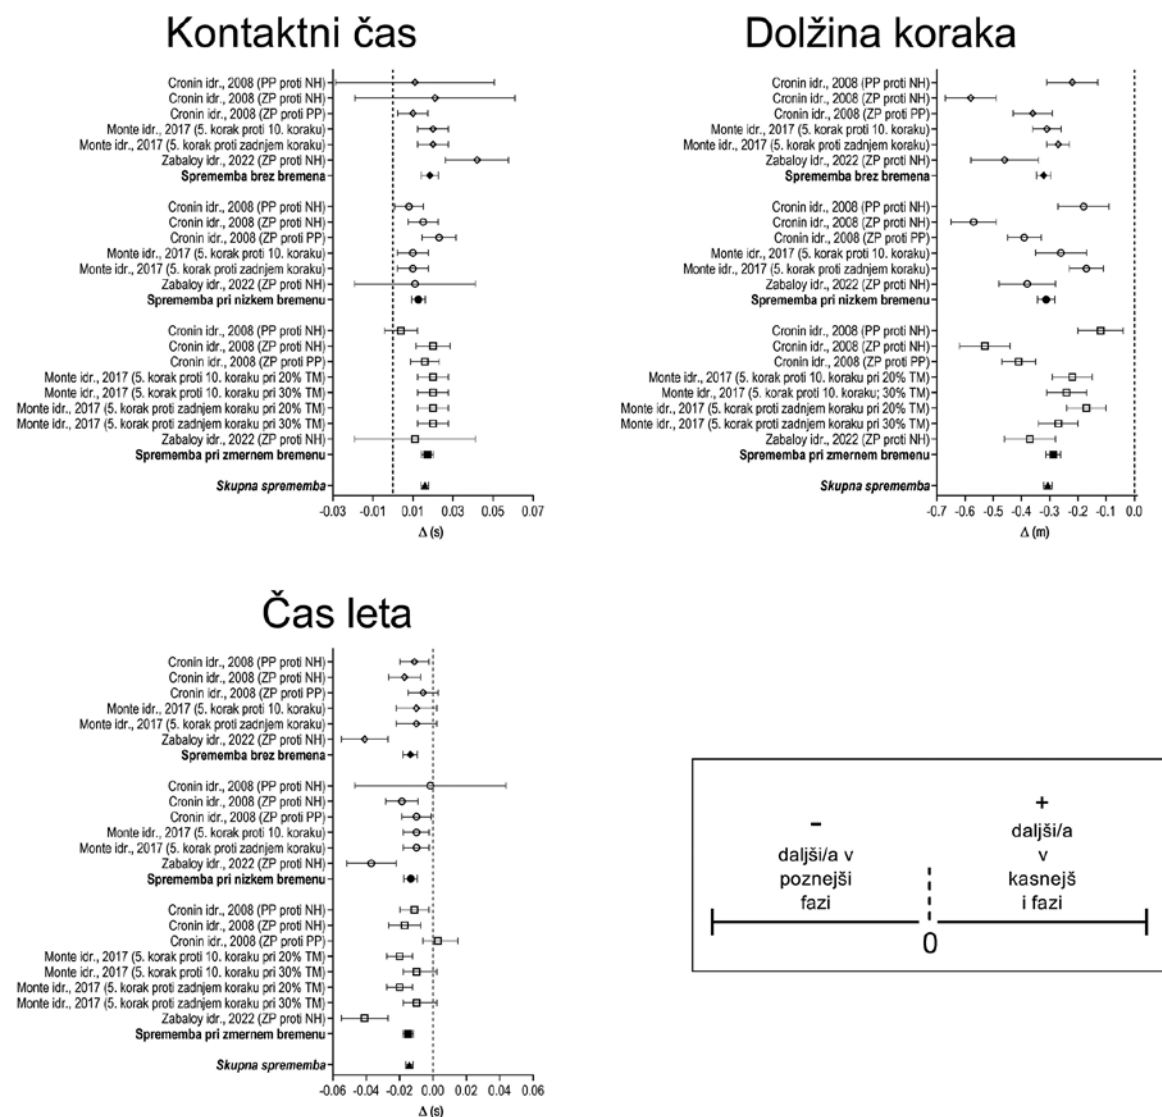 Kontaktni čas
Cronin idr., 2008 (PP proti NH)
Cronin idr., 2008 (ZP proti NH)
Cronin idr., 2008 (ZP proti PP)
Monte idr., 2017 (5. korak proti 10. koraku)
Monte idr., 2017 (5. korak proti zadnjem koraku)
Zabaloy idr., 2022 (ZP proti NH)
Sprememba brez bremena
Cronin idr., 2008 (PP proti NH)
Cronin idr., 2008 (ZP proti NH)
Cronin idr., 2008 (ZP proti PP)
Monte idr., 2017 (5. korak proti 10. koraku)
Monte idr., 2017 (5. korak proti zadnjem koraku)
Zabaloy idr., 2022 (ZP proti NH)
Sprememba pri nizkem bremenu
Cronin idr., 2008 (PP proti NH)
Cronin idr., 2008 (ZP proti NH)
Cronin idr., 2008 (ZP proti PP)
Monte idr., 2017 (5. korak proti 10. koraku pri 20% TM)
Monte idr., 2017 (5. korak proti 10. koraku pri 30% TM)
Monte idr., 2017 (5. korak proti zadnjem koraku pri 20% TM)
Monte idr., 2017 (5. korak proti zadnjem koraku pri 30% TM)
Zabaloy idr., 2022 (ZP proti NH)
Sprememba pri zmernem bremenu
Skupna sprememba
-0.03 -0.01 0.01 0.03 0.05 0.07
Δ (s)
Dolžina koraka
Cronin idr., 2008 (PP proti NH)
Cronin idr., 2008 (ZP proti NH)
Cronin idr., 2008 (ZP proti PP)
Monte idr., 2017 (5. korak proti 10. koraku)
Monte idr., 2017 (5. korak proti zadnjem koraku)
Zabaloy idr., 2022 (ZP proti NH)
Sprememba brez bremena
Cronin idr., 2008 (PP proti NH)
Cronin idr., 2008 (ZP proti NH)
Cronin idr., 2008 (ZP proti PP)
Monte idr., 2017 (5. korak proti 10. koraku)
Monte idr., 2017 (5. korak proti zadnjem koraku)
Zabaloy idr., 2022 (ZP proti NH)
Sprememba pri nizkem bremenu
Cronin idr., 2008 (PP proti NH)
Cronin idr., 2008 (ZP proti NH)
Cronin idr., 2008 (ZP proti PP)
Monte idr., 2017 (5. korak proti 10. koraku pri 20% TM)
Monte idr., 2017 (5. korak proti 10. koraku; 30% TM)
Monte idr., 2017 (5. korak proti zadnjem koraku pri 20% TM)
Monte idr., 2017 (5. korak proti zadnjem koraku pri 30% TM)
Zabaloy idr., 2022 (ZP proti NH)
Sprememba pri zmernem bremenu
Skupna sprememba
-0.7 -0.6 -0.5 -0.4 -0.3 -0.2 -0.1 0.0
Δ (m)
Čas leta
Cronin idr., 2008 (PP proti NH)
Cronin idr., 2008 (ZP proti NH)
Cronin idr., 2008 (ZP proti PP)
Monte idr., 2017 (5. korak proti 10. koraku)
Monte idr., 2017 (5. korak proti zadnjem koraku)
Zabaloy idr., 2022 (ZP proti NH)
Sprememba brez bremena
Cronin idr., 2008 (PP proti NH)
Cronin idr., 2008 (ZP proti NH)
Cronin idr., 2008 (ZP proti PP)
Monte idr., 2017 (5. korak proti 10. koraku)
Monte idr., 2017 (5. korak proti zadnjem koraku)
Zabaloy idr., 2022 (ZP proti NH)
Sprememba pri nizkem bremenu
Cronin idr., 2008 (PP proti NH)
Cronin idr., 2008 (ZP proti NH)
Cronin idr., 2008 (ZP proti PP)
Monte idr., 2017 (5. korak proti 10. koraku pri 20% TM)
Monte idr., 2017 (5. korak proti 10. koraku pri 30% TM)
Monte idr., 2017 (5. korak proti zadnjem koraku pri 20% TM)
Monte idr., 2017 (5. korak proti zadnjem koraku pri 30% TM)
Zabaloy idr., 2022 (ZP proti NH)
Sprememba pri zmernem bremenu
Skupna sprememba
-0.06 -0.04 -0.02 0.00 0.02 0.04 0.06
Δ (s)
-
daljši/a v
poznejši
fazi
+
daljši/a
v
kasnejš
i fazi
0